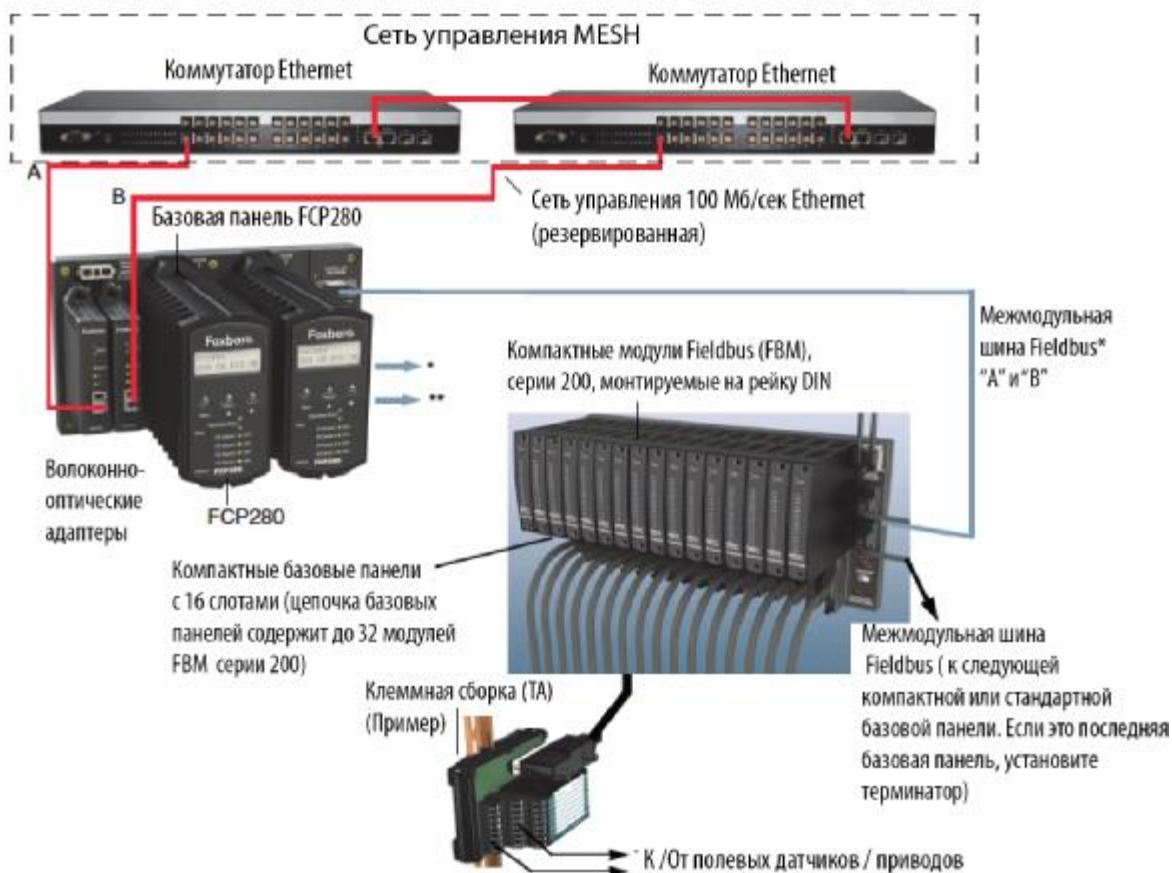 Сеть управления MESH
Коммутатор Ethernet
Коммутатор Ethernet
A
B
Сеть управления 100 Мб/сек Ethernet
(резервированная)
Базовая панель FCP280
Foxboro
Foxboro
Межмодульная
шина Fieldbus*
"A" и "B"
Компактные модули Fieldbus (FBM),
серии 200, монтируемые на рейку DIN
*
**
Волоконно-
оптические
адаптеры
FCP280
Компактные базовые панели
с 16 слотами (цепочка базовых
панелей содержит до 32 модулей
FBM серии 200)
Межмодульная шина
Fieldbus ( к следующей
компактной или стандартной
базовой панели. Если это последняя
базовая панель, установите
терминатор)
Клеммная сборка (TA)
(Пример)
К /От полевых датчиков / приводов